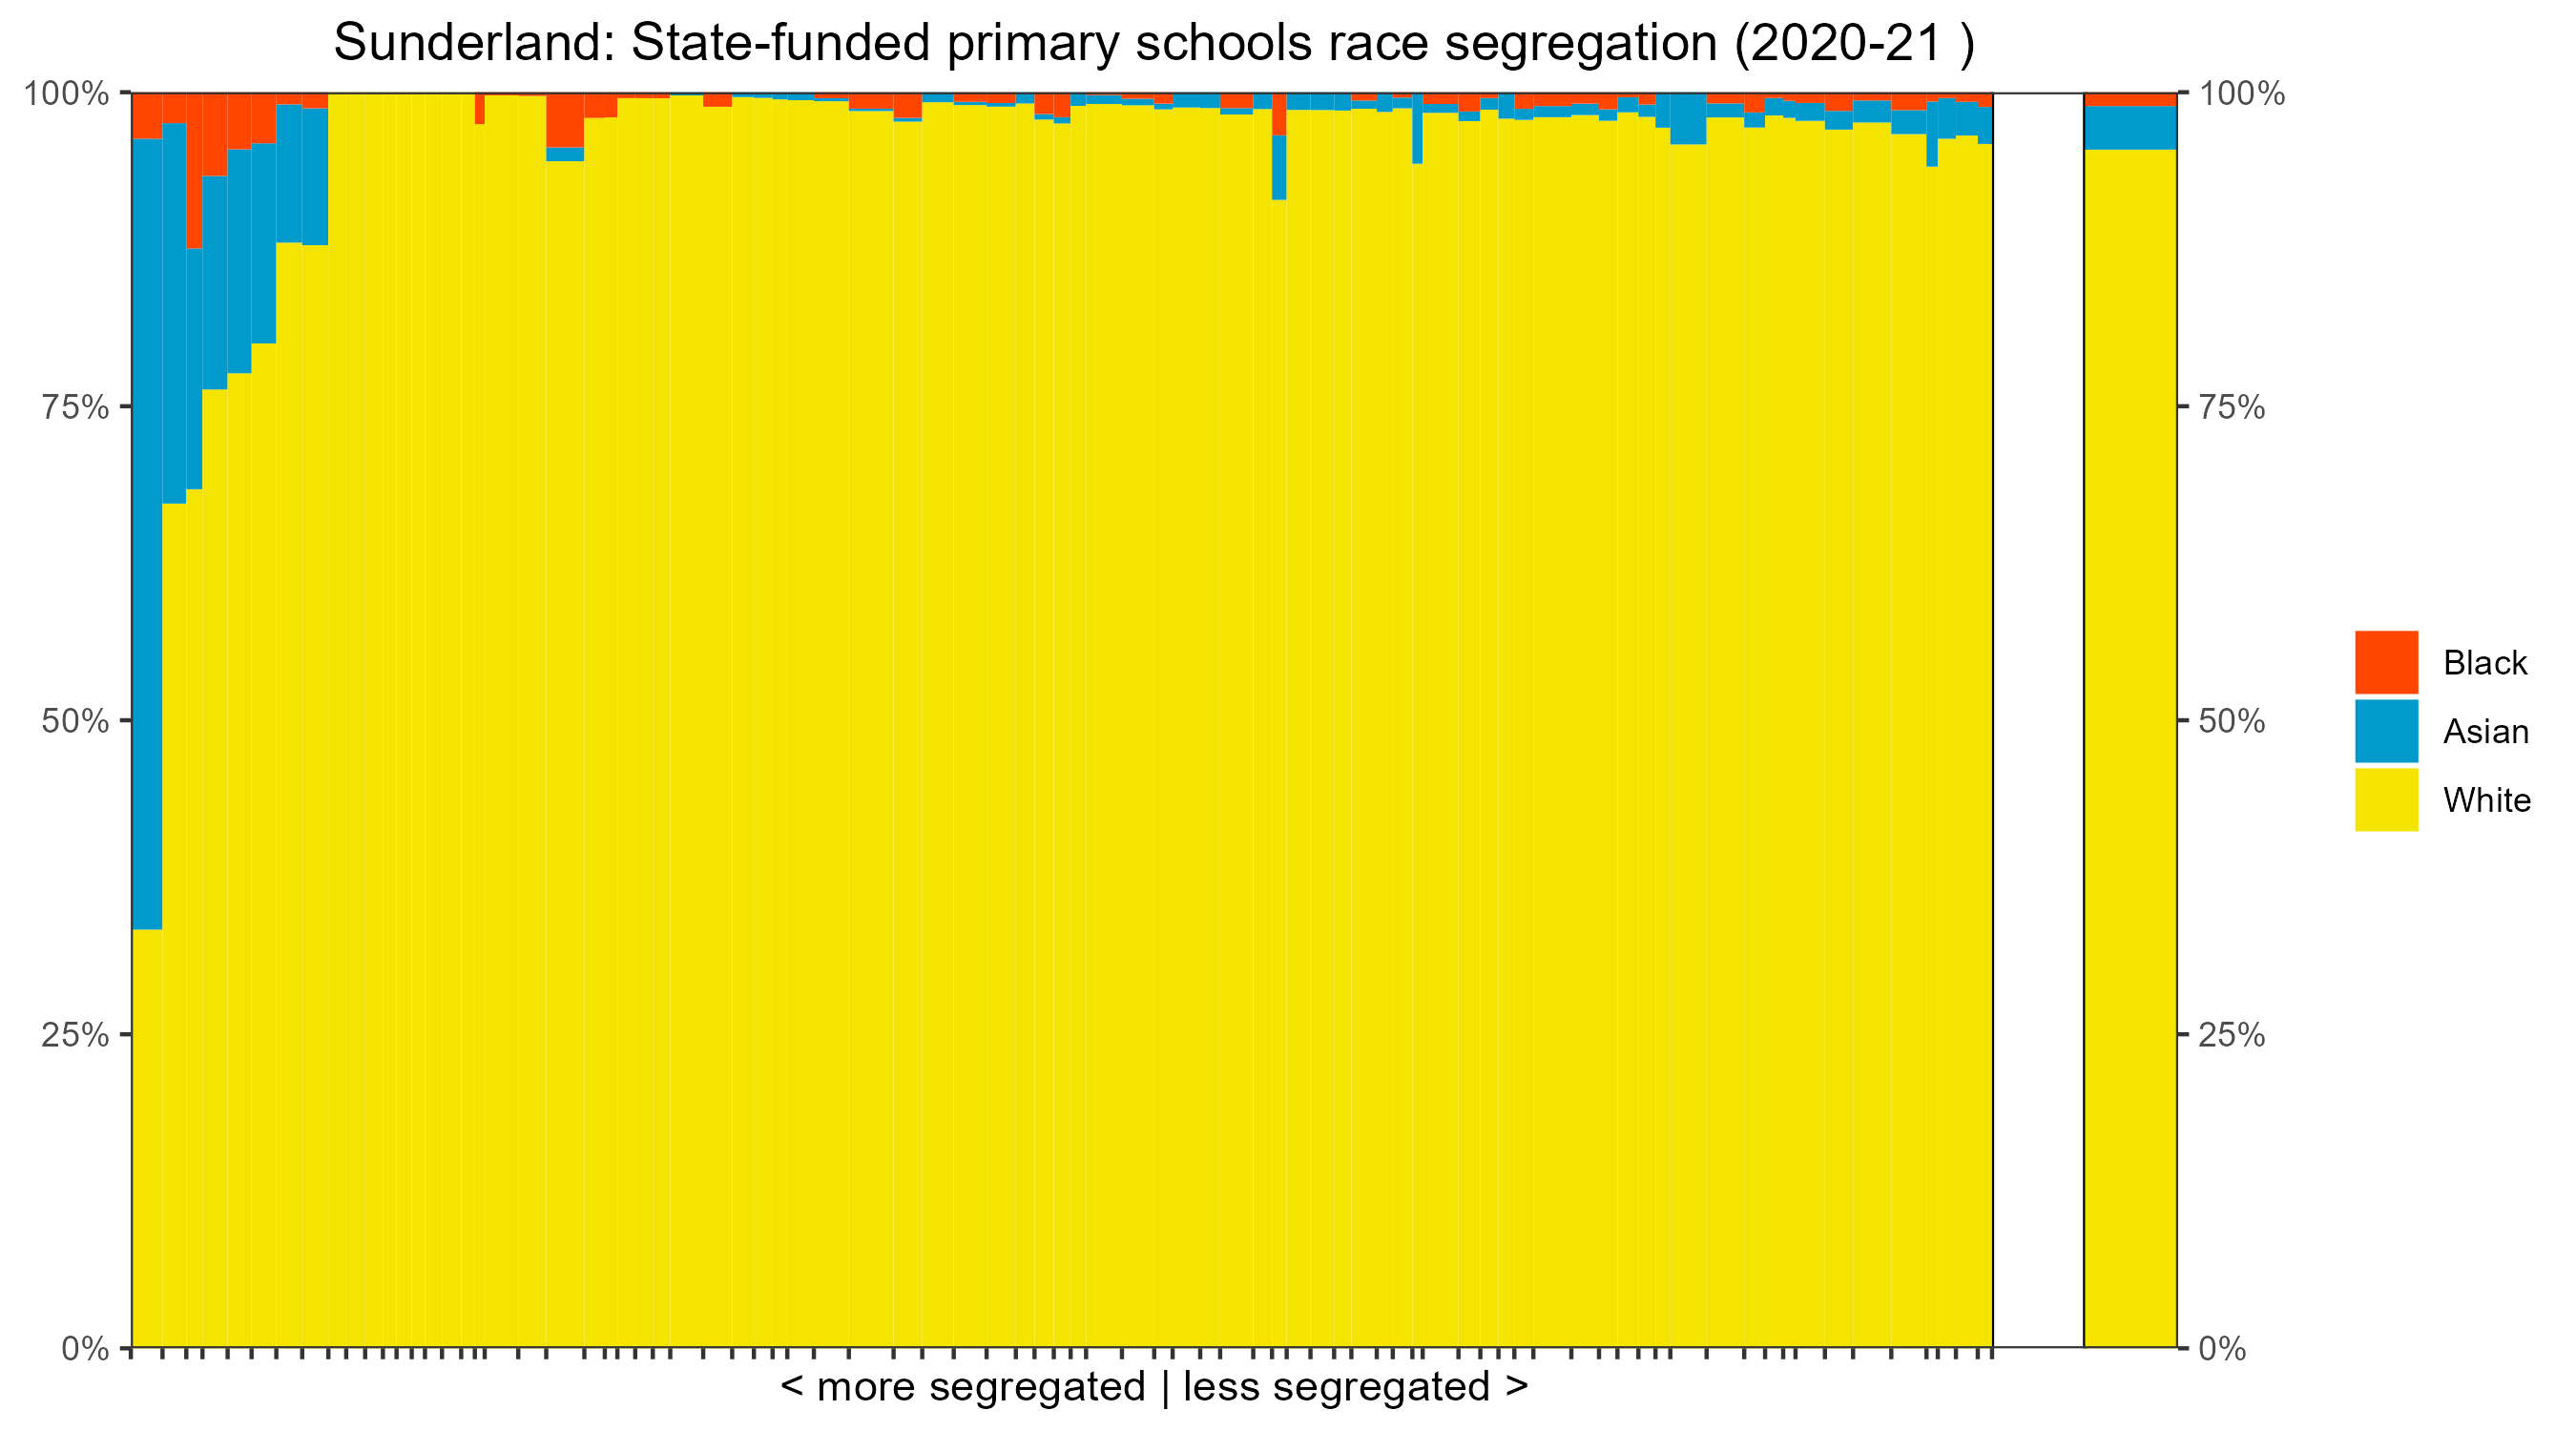 Sunderland: State-funded primary schools race segregation (2020-21 )
100%
75%
50%
25%
0%
100%
75%
50%
25%
0%
Black
Asian
White
< more segregated | less segregated >